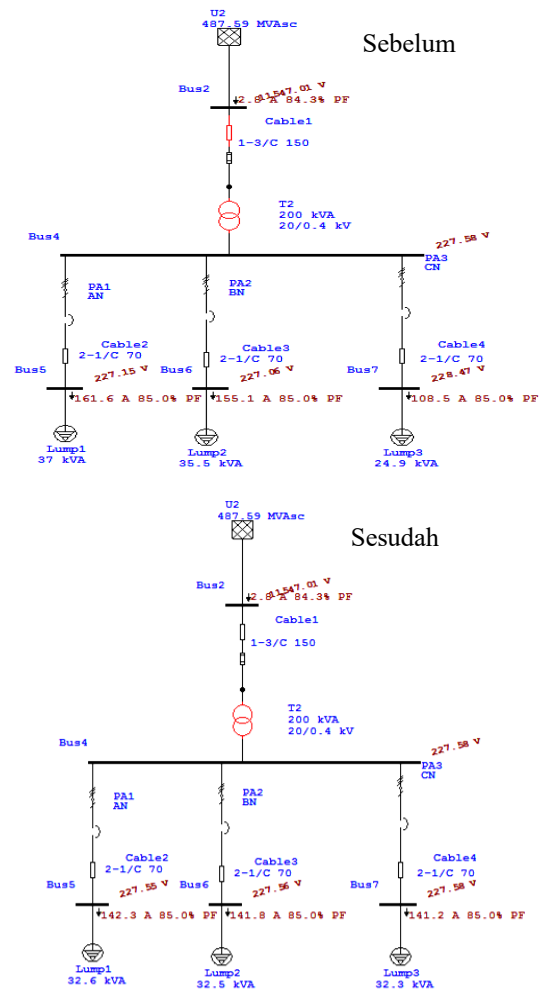 U2
487.59 MVAsc
Sebelum
Bus2
11547.01 V
2.8 A 84.3% PF
Cable1
1-3/C 150
T2
200 kVA
20/0.4 kV
Bus4
227.58 V
PA1
AN
PA2
BN
PA3
CN
Cable2
2-1/C 70
Cable3
2-1/C 70
Cable4
2-1/C 70
Bus5
227.15 V
Bus6
227.06 V
Bus7
228.47 V
161.6 A 85.0% PF
155.1 A 85.0% PF
108.5 A 85.0% PF
Lump1
37 kVA
Lump2
35.5 kVA
Lump3
24.9 kVA
U2
487.59 MVAsc
Sesudah
Bus2
11547.01 V
2.8 A 84.3% PF
Cable1
1-3/C 150
T2
200 kVA
20/0.4 kV
Bus4
227.58 V
PA1
AN
PA2
BN
PA3
CN
Cable2
2-1/C 70
Cable3
2-1/C 70
Cable4
2-1/C 70
Bus5
227.55 V
Bus6
227.56 V
Bus7
227.58 V
142.3 A 85.0% PF
141.8 A 85.0% PF
141.2 A 85.0% PF
Lump1
32.6 kVA
Lump2
32.5 kVA
Lump3
32.3 kVA